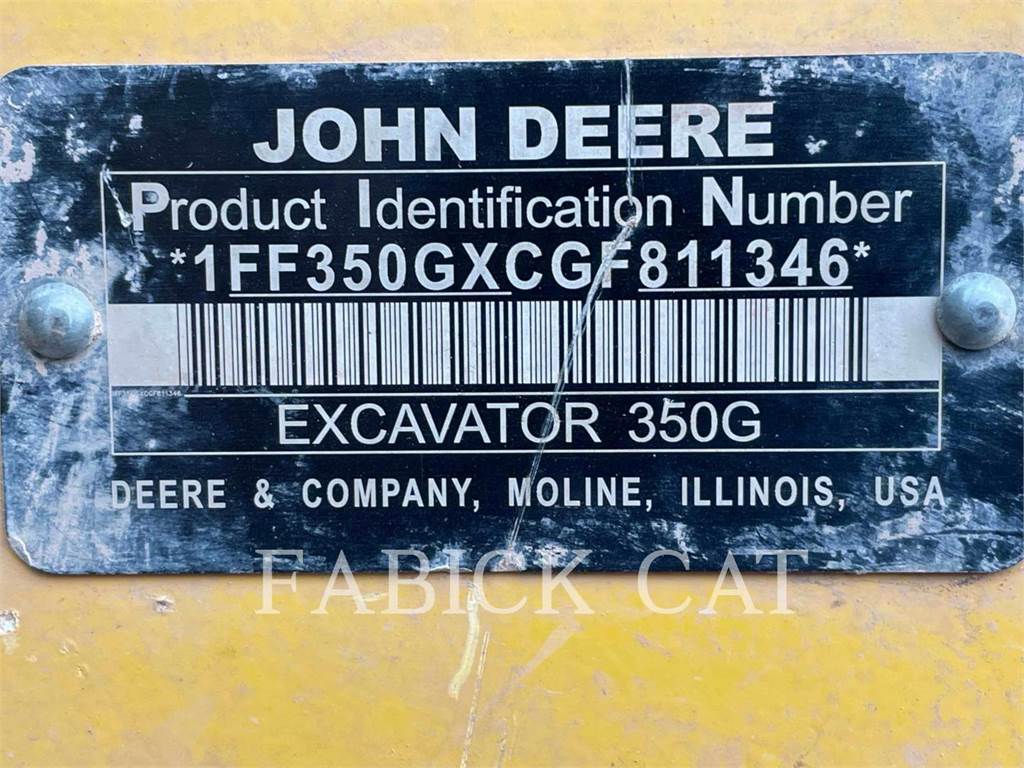 JOHN DEERE
Product Identification Number
*1FF350GXCGF811346*
EXCAVATOR 350G
DEERE & COMPANY, MOLINE, ILLINOIS, USA
FABICK CAT